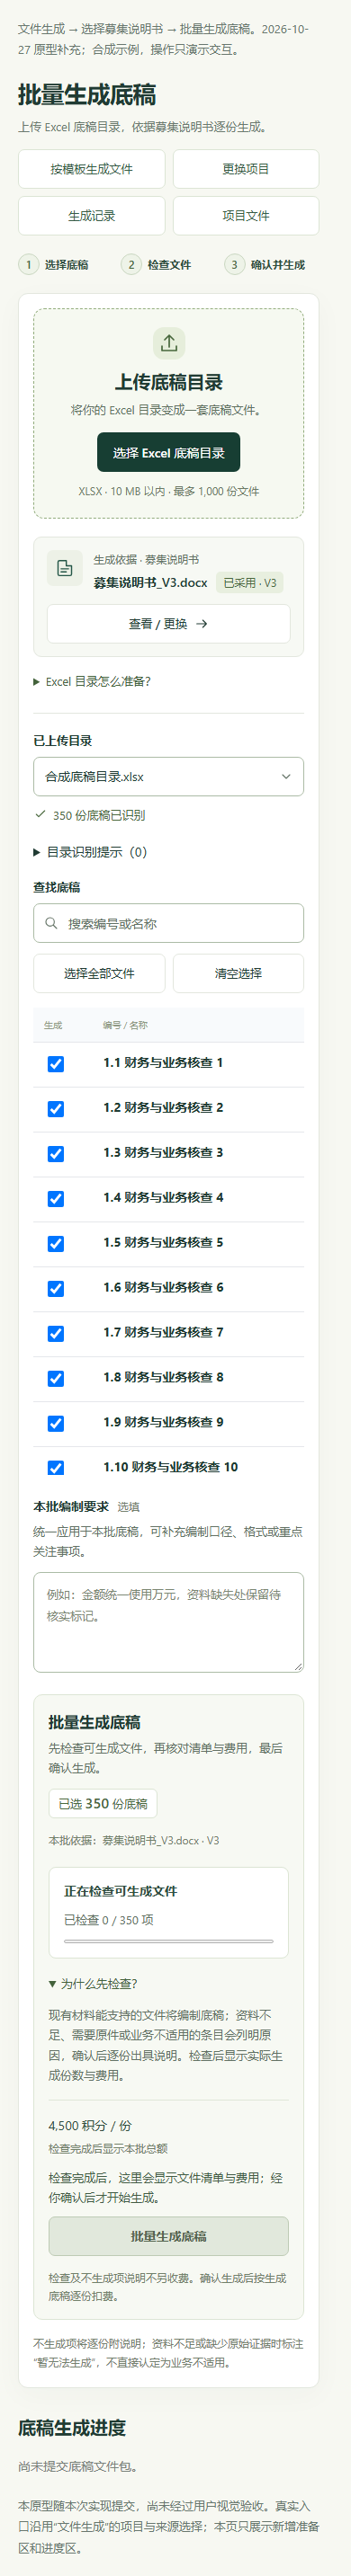 文件生成 → 选择募集说明书 → 批量生成底稿。2026-10-
27 原型补充；合成示例，操作只演示交互。
批量生成底稿
上传 Excel 底稿目录，依据募集说明书逐份生成。
按模板生成文件
更换项目
生成记录
项目文件
1 选择底稿
2 检查文件
3 确认并生成
上传底稿目录
将你的 Excel 目录变成一套底稿文件。
选择 Excel 底稿目录
XLSX · 10 MB 以内 · 最多 1,000 份文件
生成依据 · 募集说明书
募集说明书_V3.docx 已采用 · V3
查看 / 更换 →
▶ Excel 目录怎么准备？
已上传目录
合成底稿目录.xlsx
✓ 350 份底稿已识别
▶ 目录识别提示（0）
查找底稿
搜索编号或名称
选择全部文件
清空选择
生成 编号 / 名称
1.1 财务与业务核查 1
1.2 财务与业务核查 2
1.3 财务与业务核查 3
1.4 财务与业务核查 4
1.5 财务与业务核查 5
1.6 财务与业务核查 6
1.7 财务与业务核查 7
1.8 财务与业务核查 8
1.9 财务与业务核查 9
1.10 财务与业务核查 10
本批编制要求 选填
统一应用于本批底稿，可补充编制口径、格式或重点
关注事项。
例如：金额统一使用万元，资料缺失处保留待
核实标记。
批量生成底稿
先检查可生成文件，再核对清单与费用，最后
确认生成。
已选 350 份底稿
本批依据：募集说明书_V3.docx · V3
正在检查可生成文件
已检查 0 / 350 项
▼ 为什么先检查？
现有材料能支持的文件将编制底稿；资料不
足、需要原件或业务不适用的条目会列明原
因，确认后逐份出具说明。检查后显示实际生
成份数与费用。
4,500 积分 / 份
检查完成后显示本批总额
检查完成后，这里会显示文件清单与费用；经
你确认后才开始生成。
批量生成底稿
检查及不生成项说明不另收费。确认生成后按生成
底稿逐份扣费。
不生成项将逐份附说明；资料不足或缺少原始证据时标注
“暂无法生成”，不直接认定为业务不适用。
底稿生成进度
尚未提交底稿文件包。
本原型随本次实现提交，尚未经过用户视觉验收。真实入
口沿用“文件生成”的项目与来源选择；本页只展示新增准备
区和进度区。